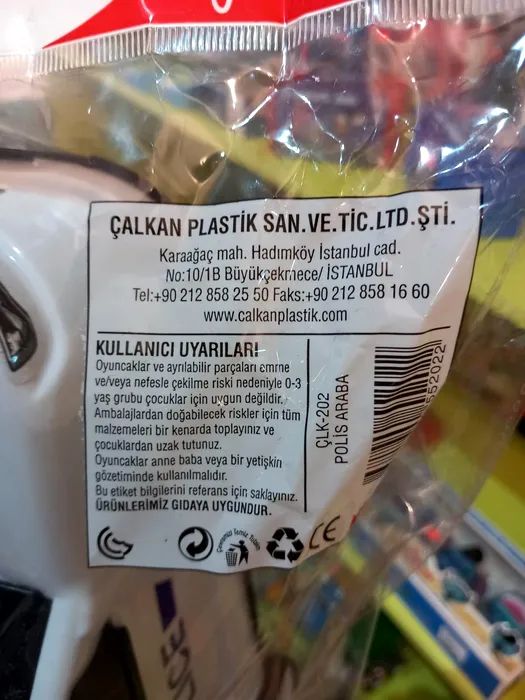 ÇALKAN PLASTİK SAN.VE.TİC.LTD.ŞTİ.
Karaağaç mah. Hadımköy İstanbul cad.
No:10/1B Büyükçekmece/ İSTANBUL
Tel:+90 212 858 25 50 Faks:+90 212 858 16 60
www.calkanplastik.com
KULLANICI UYARILARI
Oyuncaklar ve ayrılabilir parçaları emme
ve/veya nefesle çekilme riski nedeniyle 0-3
yaş grubu çocuklar için uygun değildir.
Ambalajlardan doğabilecek riskler için tüm
malzemeleri bir kenarda toplayınız ve
çocuklardan uzak tutunuz.
Oyuncaklar anne baba veya bir yetişkin
gözetiminde kullanılmalıdır.
Bu etiket bilgilerini referans için saklayınız.
ÜRÜNLERİMİZ GIDAYA UYGUNDUR.
ÇLK-202
POLİS ARABA
552022
CE